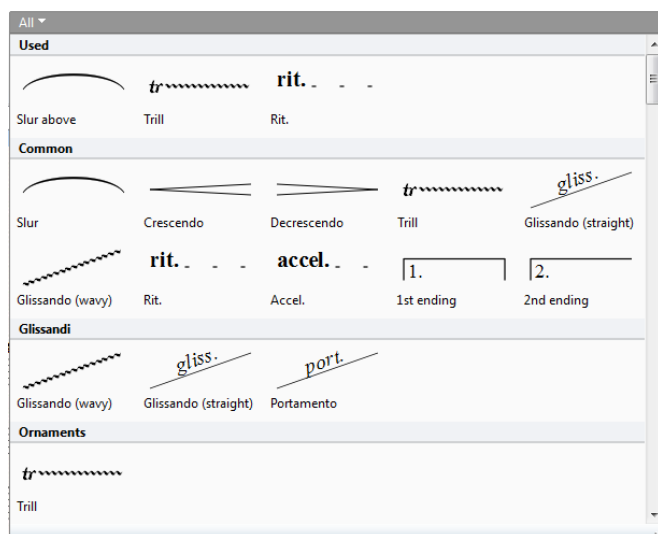 All
Used
tr rit.
Slur above Trill Rit.
Common
tr gliss.
Slur Crescendo Decrescendo Trill Glissando (straight)
rit. accel. 1. 2.
Glissando (wavy) Rit. Accel. 1st ending 2nd ending
Glissandi
gliss. port.
Glissando (wavy) Glissando (straight) Portamento
Ornaments
tr
Trill